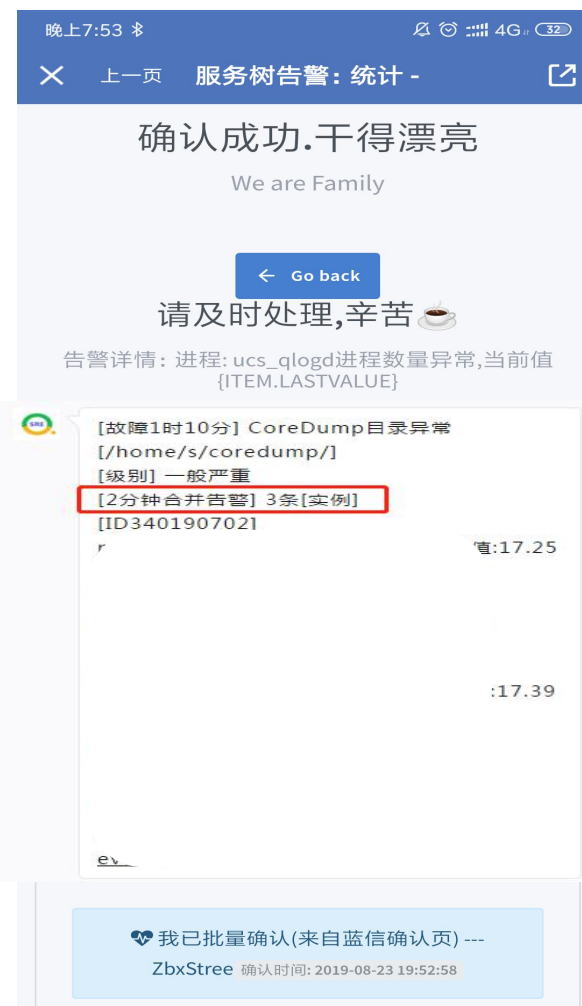 晚上7:53
4G 32
上一页 服务树告警: 统计 -
确认成功.干得漂亮
We are Family
← Go back
请及时处理,辛苦
告警详情: 进程: ucs_qlogd进程数量异常,当前值
{ITEM.LASTVALUE}
SRE
[故障1时10分] CoreDump目录异常
[/home/s/coredump/]
[级别] 一般严重
[2分钟合并告警] 3条[实例]
[ID340190702]
值:17.25
:17.39
我已批量确认(来自蓝信确认页) ---
ZbxStree 确认时间: 2019-08-23 19:52:58